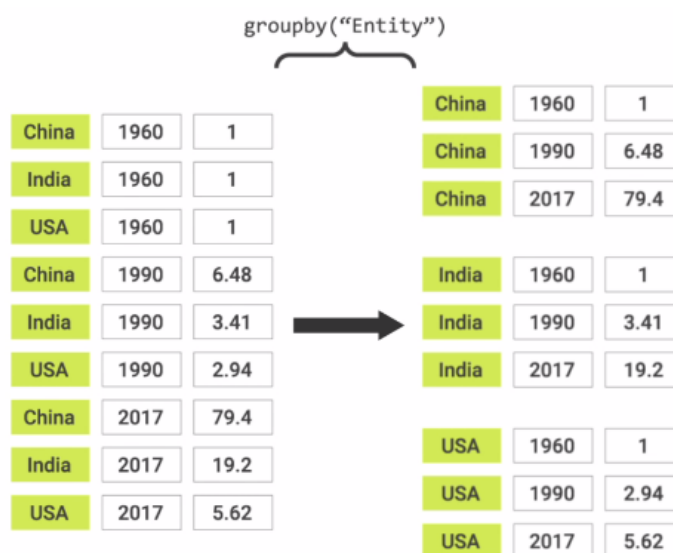 groupby(“Entity”)
China 1960 1
India 1960 1
USA 1960 1
China 1990 6.48
India 1990 3.41
USA 1990 2.94
China 2017 79.4
India 2017 19.2
USA 2017 5.62
China 1960 1
China 1990 6.48
China 2017 79.4
India 1960 1
India 1990 3.41
India 2017 19.2
USA 1960 1
USA 1990 2.94
USA 2017 5.62